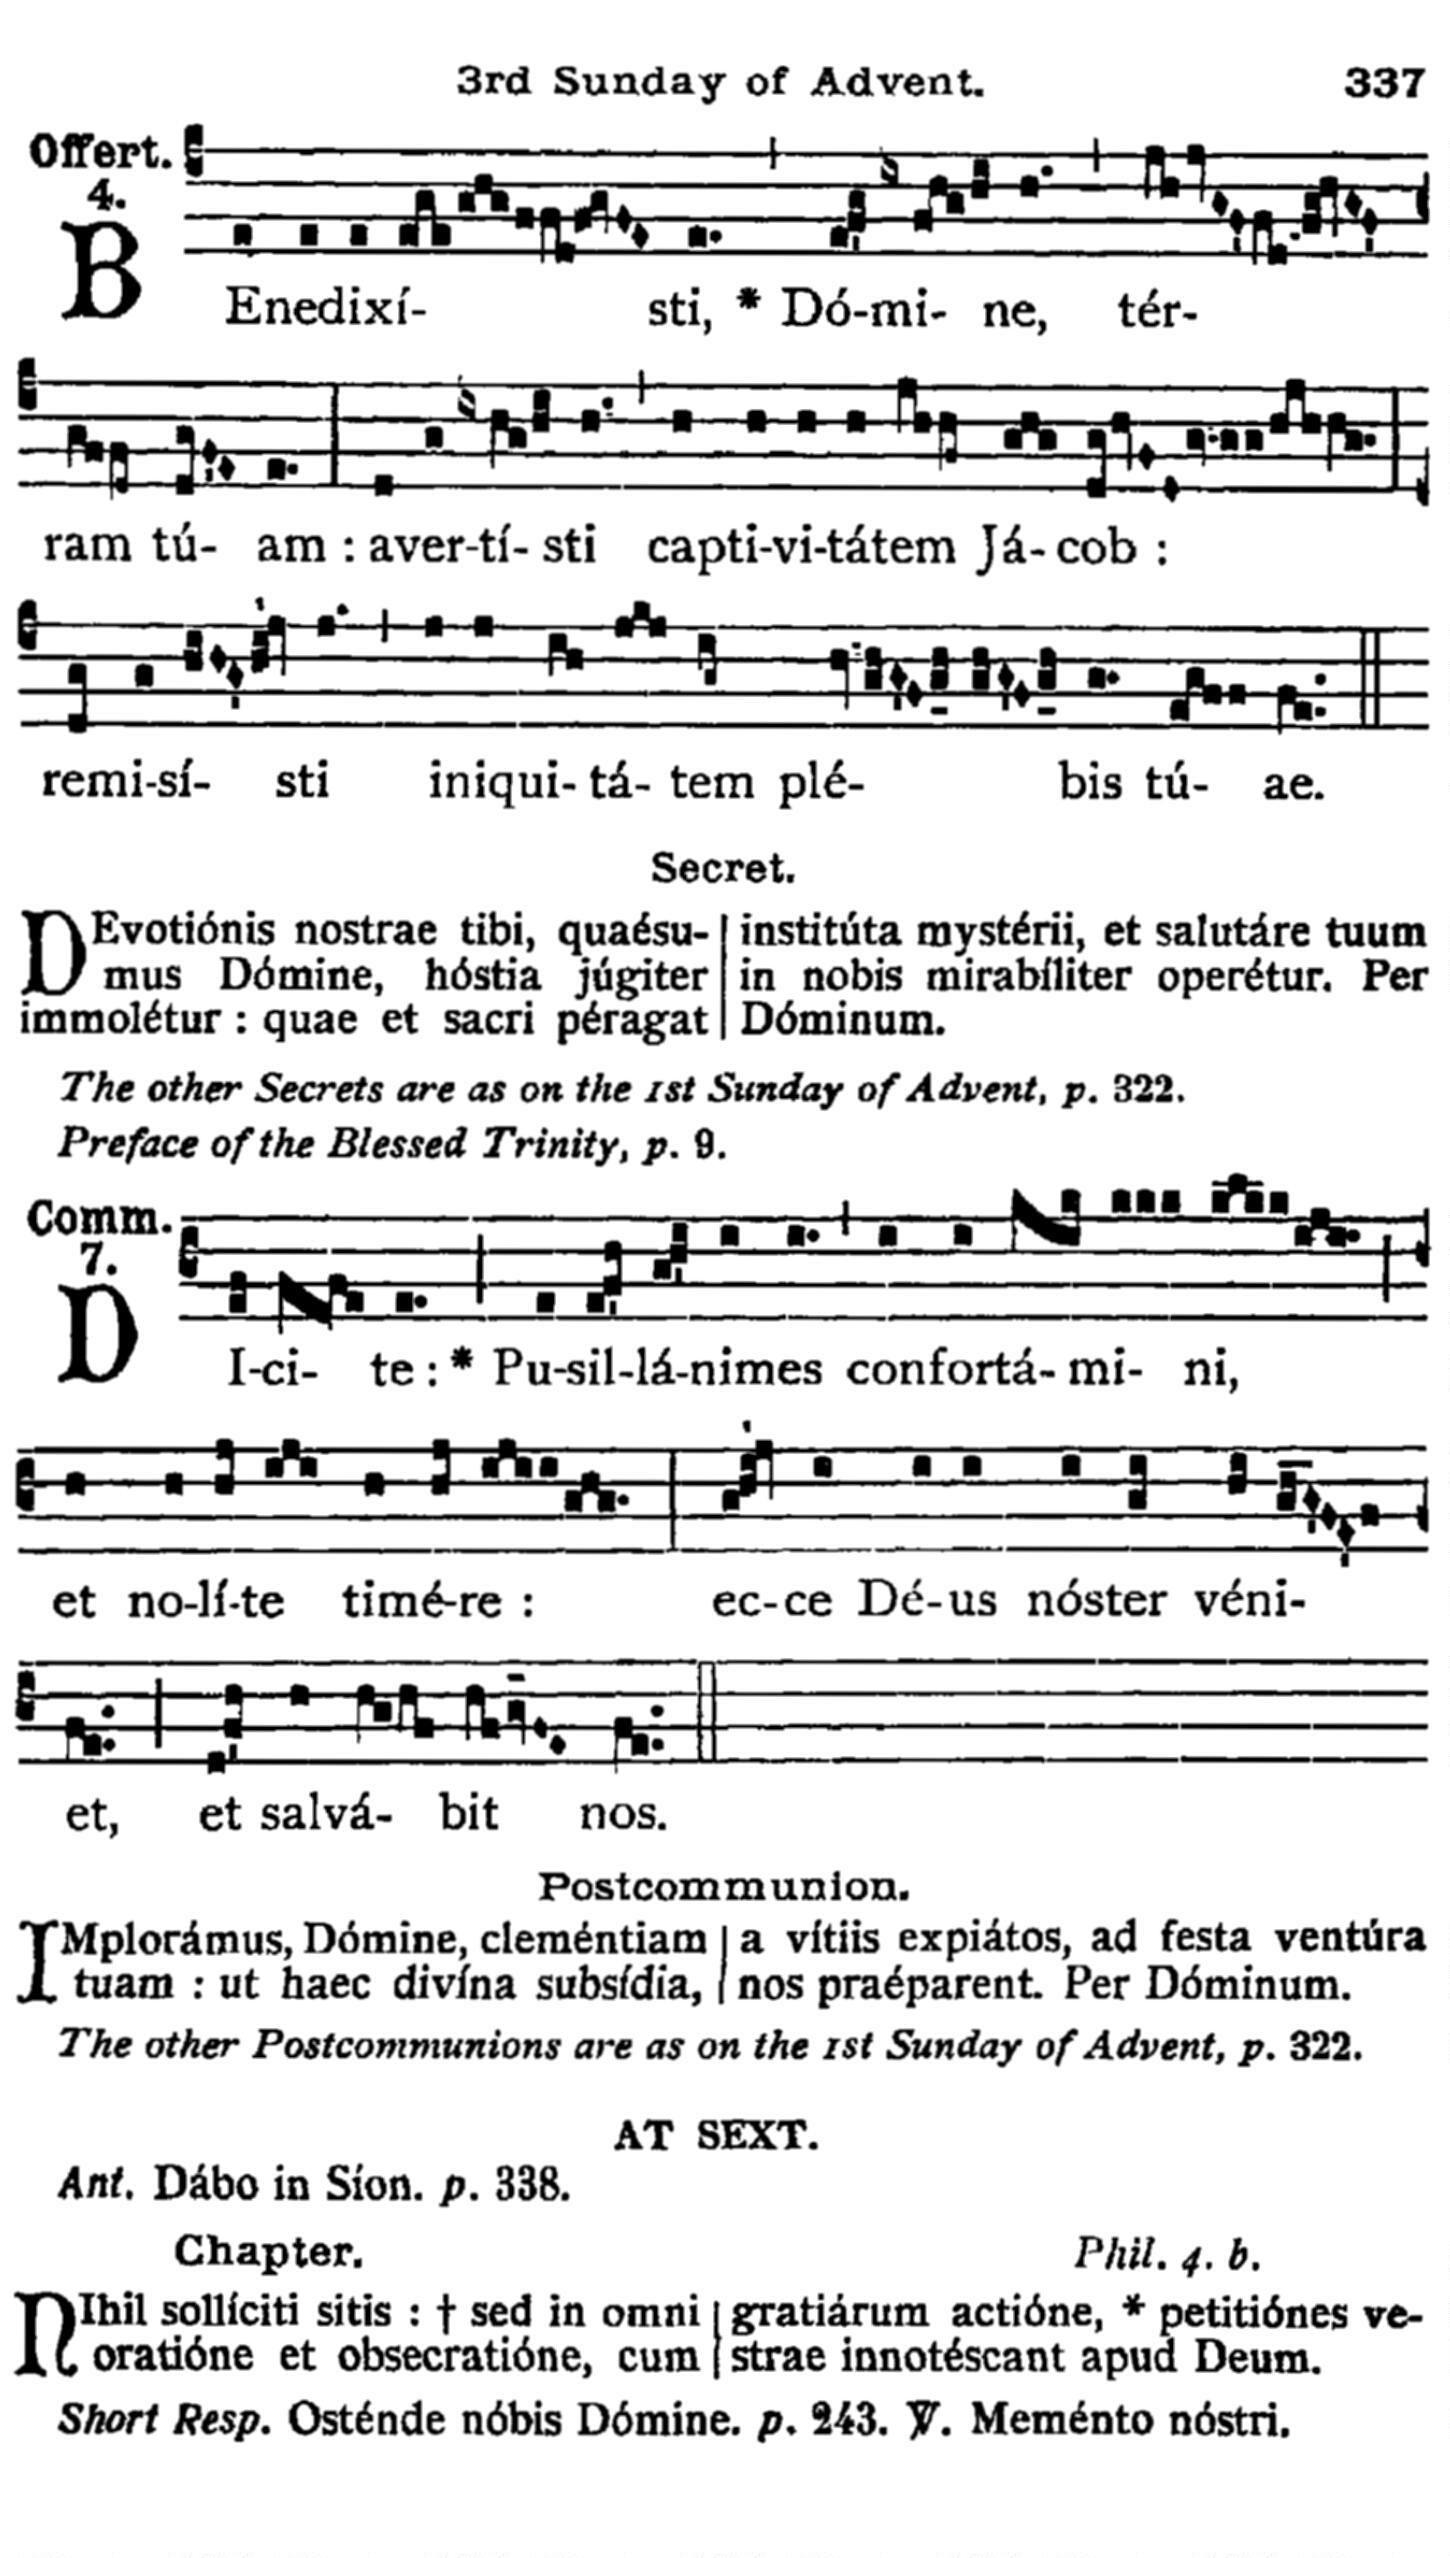 3rd Sunday of Advent. 337
Offert.
4.
BEnedixí- sti, * Dó-mi- ne, tér-
ram tú- am : aver-tí- sti capti-vi-tátem Já- cob :
remi-sí- sti iniqui- tá- tem plé- bis tú- ae.
Secret.
DEvotiónis nostrae tibi, quaésu-
mus Dómine, hóstia júgiter
immolétur : quae et sacri péragat
institúta mystérii, et salutáre tuum
in nobis mirabíliter operétur. Per
Dóminum.
The other Secrets are as on the 1st Sunday of Advent, p. 322.
Preface of the Blessed Trinity, p. 9.
Comm.
7.
DI-ci- te : * Pu-sil-lá-nimes confortá- mi- ni,
et no-lí-te timé-re : ec-ce Dé-us nóster véni-
et, et salvá- bit nos.
Postcommunion.
IMplorámus, Dómine, cleméntiam
tuam : ut haec divína subsídia,
a vítiis expiátos, ad festa ventúra
nos praéparent. Per Dóminum.
The other Postcommunions are as on the 1st Sunday of Advent, p. 322.
AT SEXT.
Ant. Dábo in Síon. p. 338.
Chapter. Phil. 4. b.
NIhil sollíciti sitis : † sed in omni
oratióne et obsecratióne, cum
gratiárum actióne, * petitiónes ve-
strae innotéscant apud Deum.
Short Resp. Osténde nóbis Dómine. p. 243. ℣. Meménto nóstri.